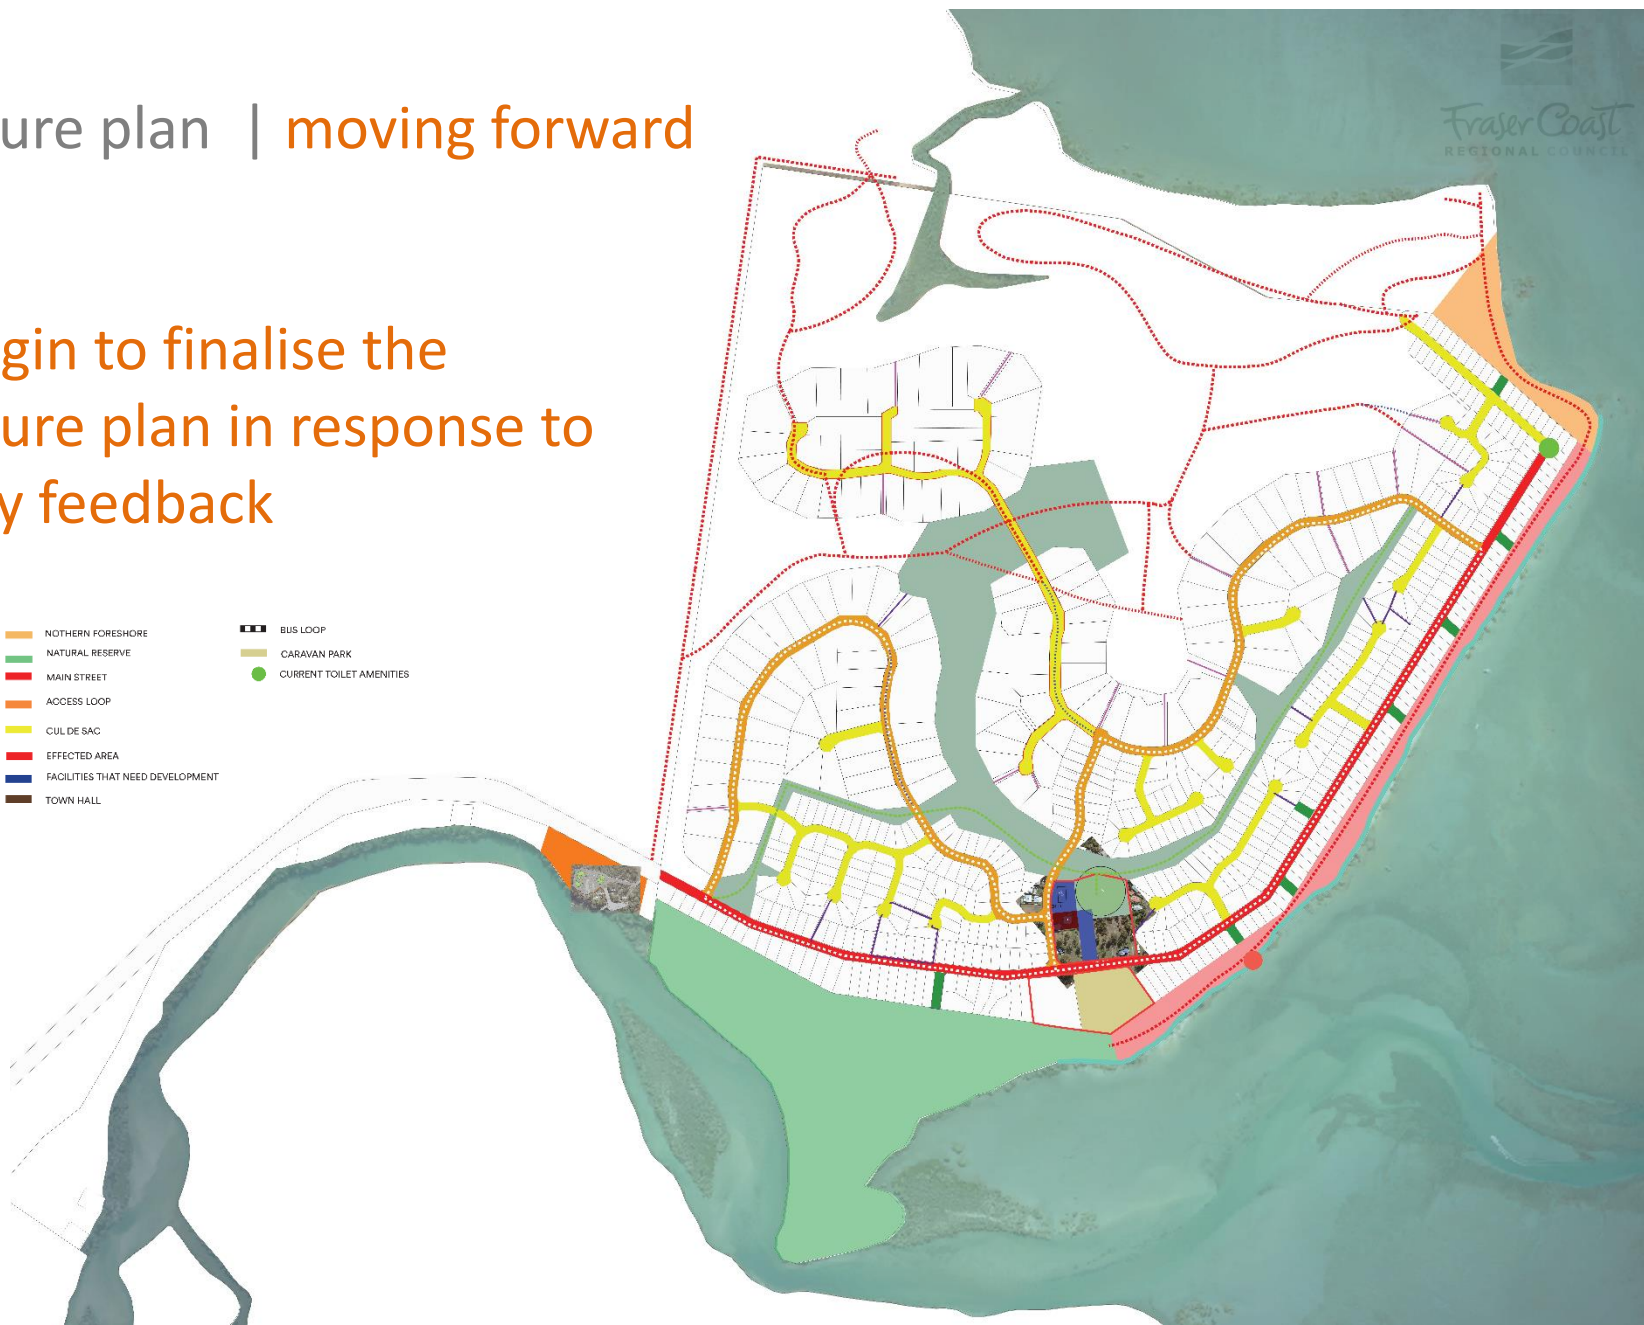 ure plan | moving forward
Fraser Coast
REGIONAL COUNCIL
gin to finalise the
ure plan in response to
y feedback
NOTHERN FORESHORE
NATURAL RESERVE
MAIN STREET
ACCESS LOOP
CUL DE SAC
EFFECTED AREA
FACILITIES THAT NEED DEVELOPMENT
TOWN HALL
BUS LOOP
CARAVAN PARK
CURRENT TOILET AMENITIES